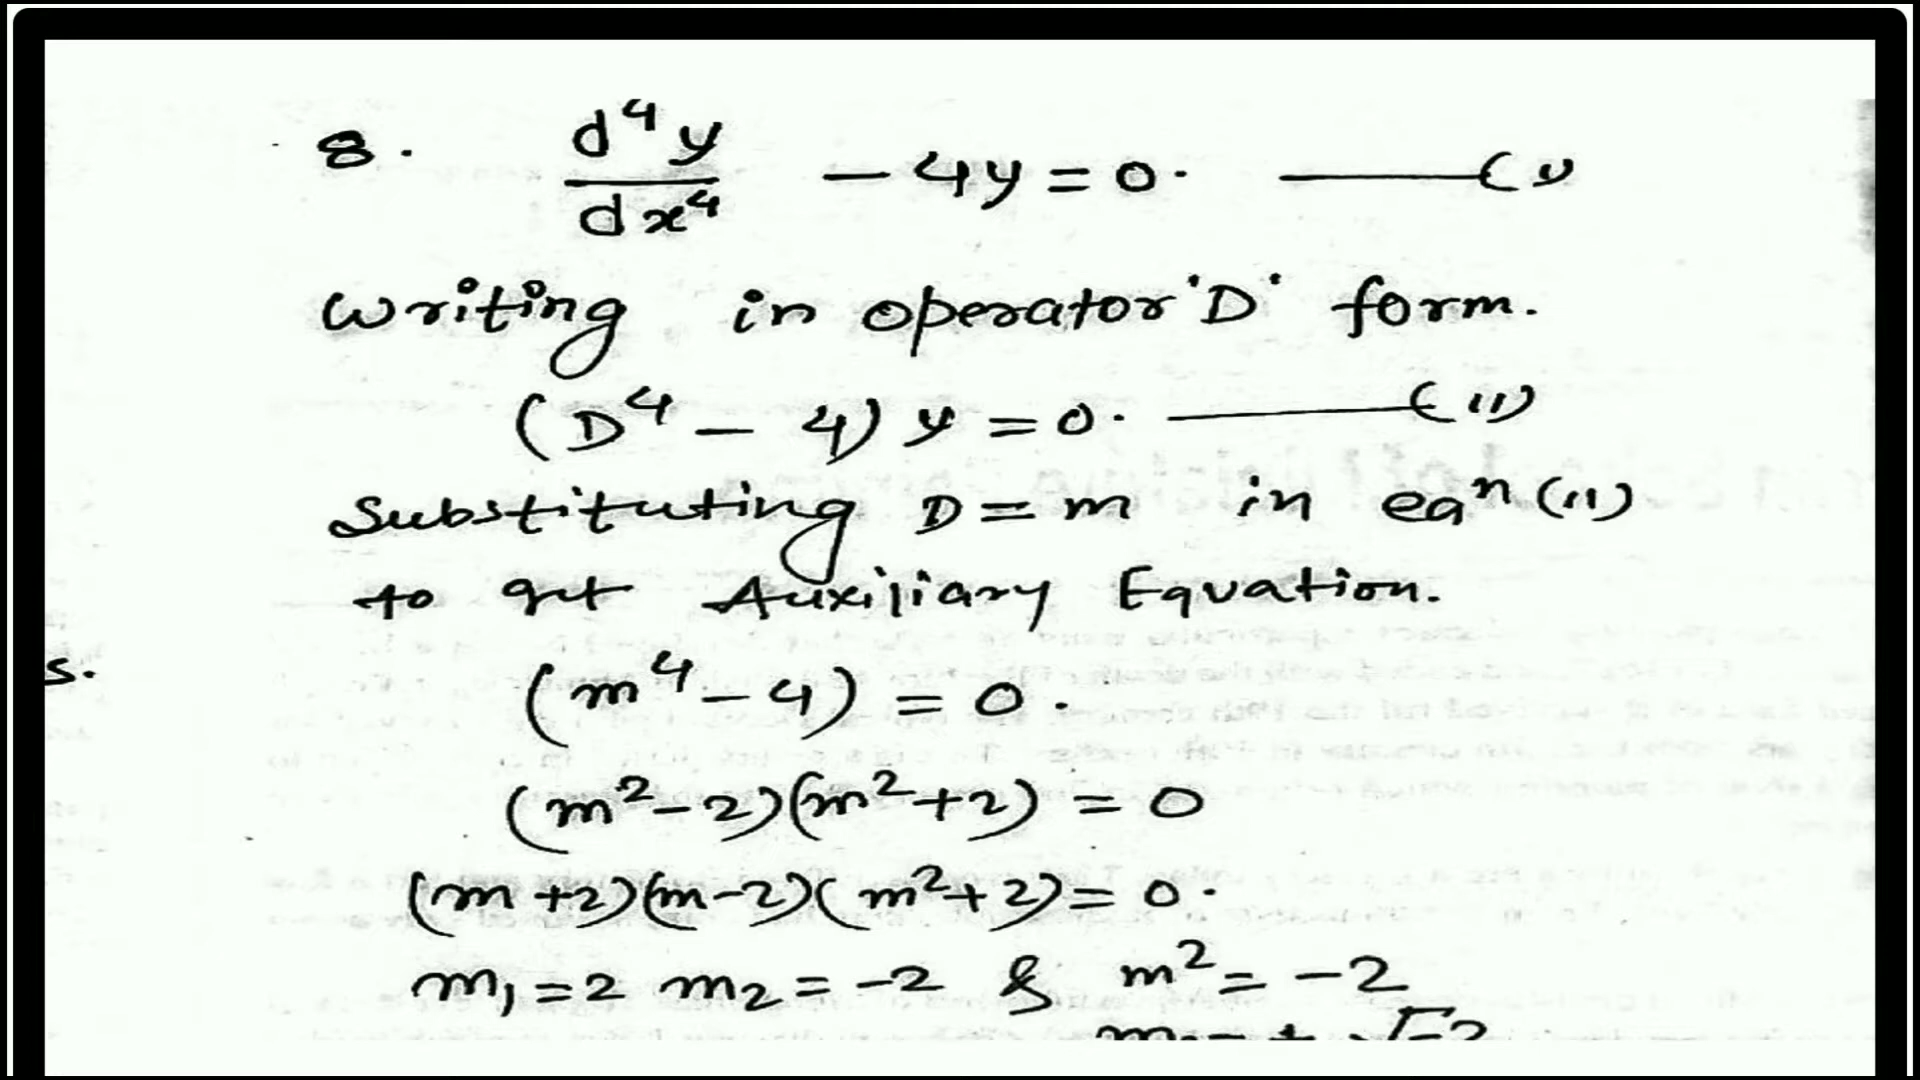 8. d⁴y/dx⁴ - 4y = 0. —— (i)
Writing in operator 'D' form.
(D⁴ - 4) y = 0. —— (ii)
Substituting D = m in eqⁿ (ii)
to get Auxiliary Equation.
s.
(m⁴ - 4) = 0.
(m² - 2)(m² + 2) = 0
(m + 2)(m - 2)(m² + 2) = 0.
m₁ = 2 m₂ = -2 & m² = -2